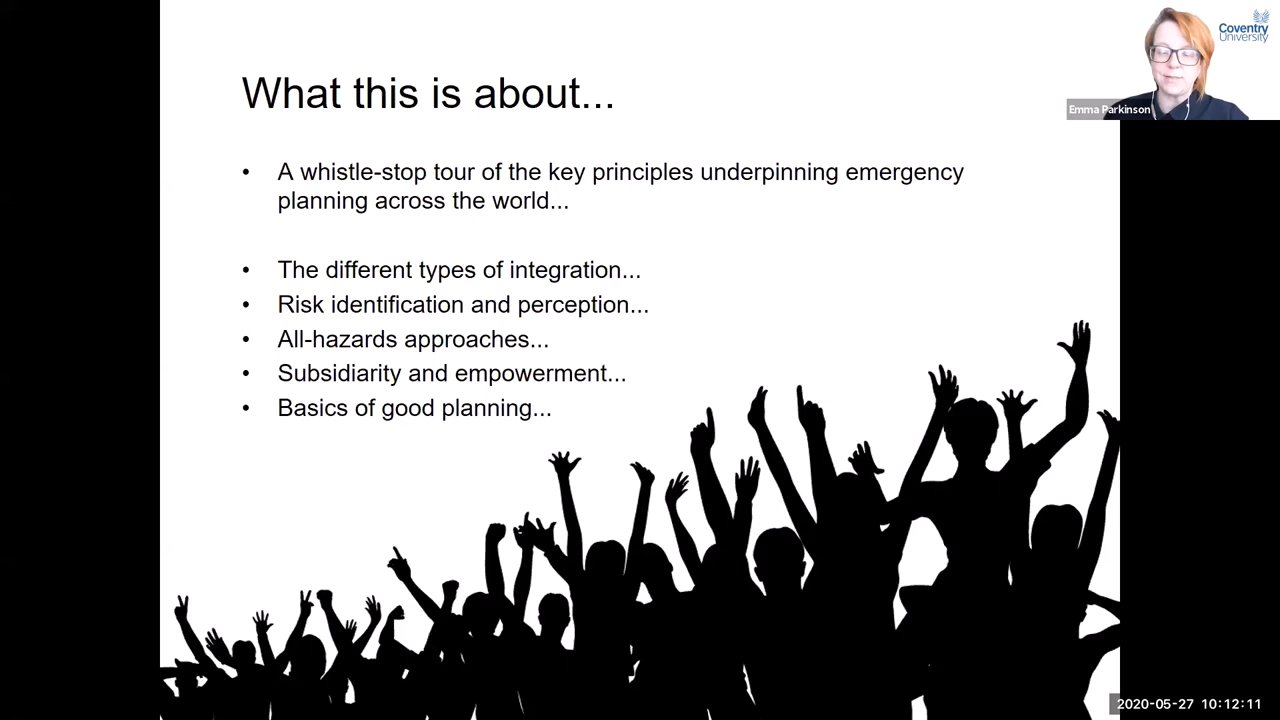 What this is about...
• A whistle-stop tour of the key principles underpinning emergency
planning across the world...
• The different types of integration...
• Risk identification and perception...
• All-hazards approaches...
• Subsidiarity and empowerment...
• Basics of good planning...
Coventry
University
Emma Parkinson
2020-05-27 10:12:11